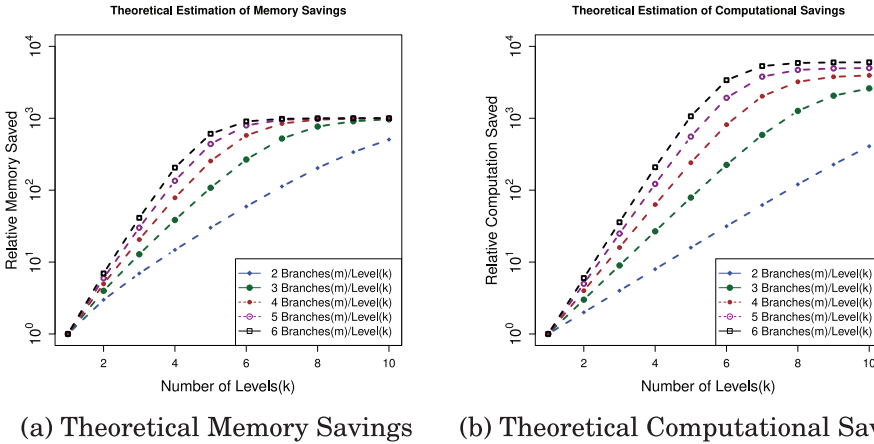 Theoretical Estimation of Memory Savings
Relative Memory Saved
10^4
10^3
10^2
10^1
10^0
2 Branches(m)/Level(k)
3 Branches(m)/Level(k)
4 Branches(m)/Level(k)
5 Branches(m)/Level(k)
6 Branches(m)/Level(k)
2 4 6 8 10
Number of Levels(k)
(a) Theoretical Memory Savings
Theoretical Estimation of Computational Savings
Relative Computation Saved
10^4
10^3
10^2
10^1
10^0
2 Branches(m)/Level(k)
3 Branches(m)/Level(k)
4 Branches(m)/Level(k)
5 Branches(m)/Level(k)
6 Branches(m)/Level(k)
2 4 6 8 10
Number of Levels(k)
(b) Theoretical Computational Sav